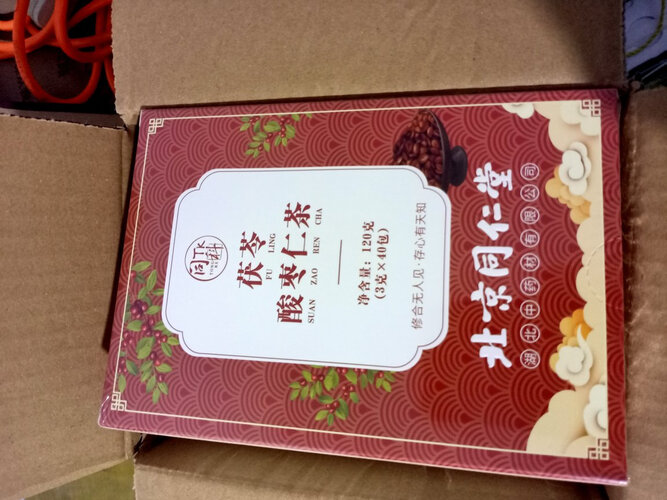 茯苓
FU LING
酸枣仁茶
SUAN ZAO REN CHA
净含量：120克
(3克×40包)
修合无人见 存心有天知
北京同仁堂
湖北中药材有限公司